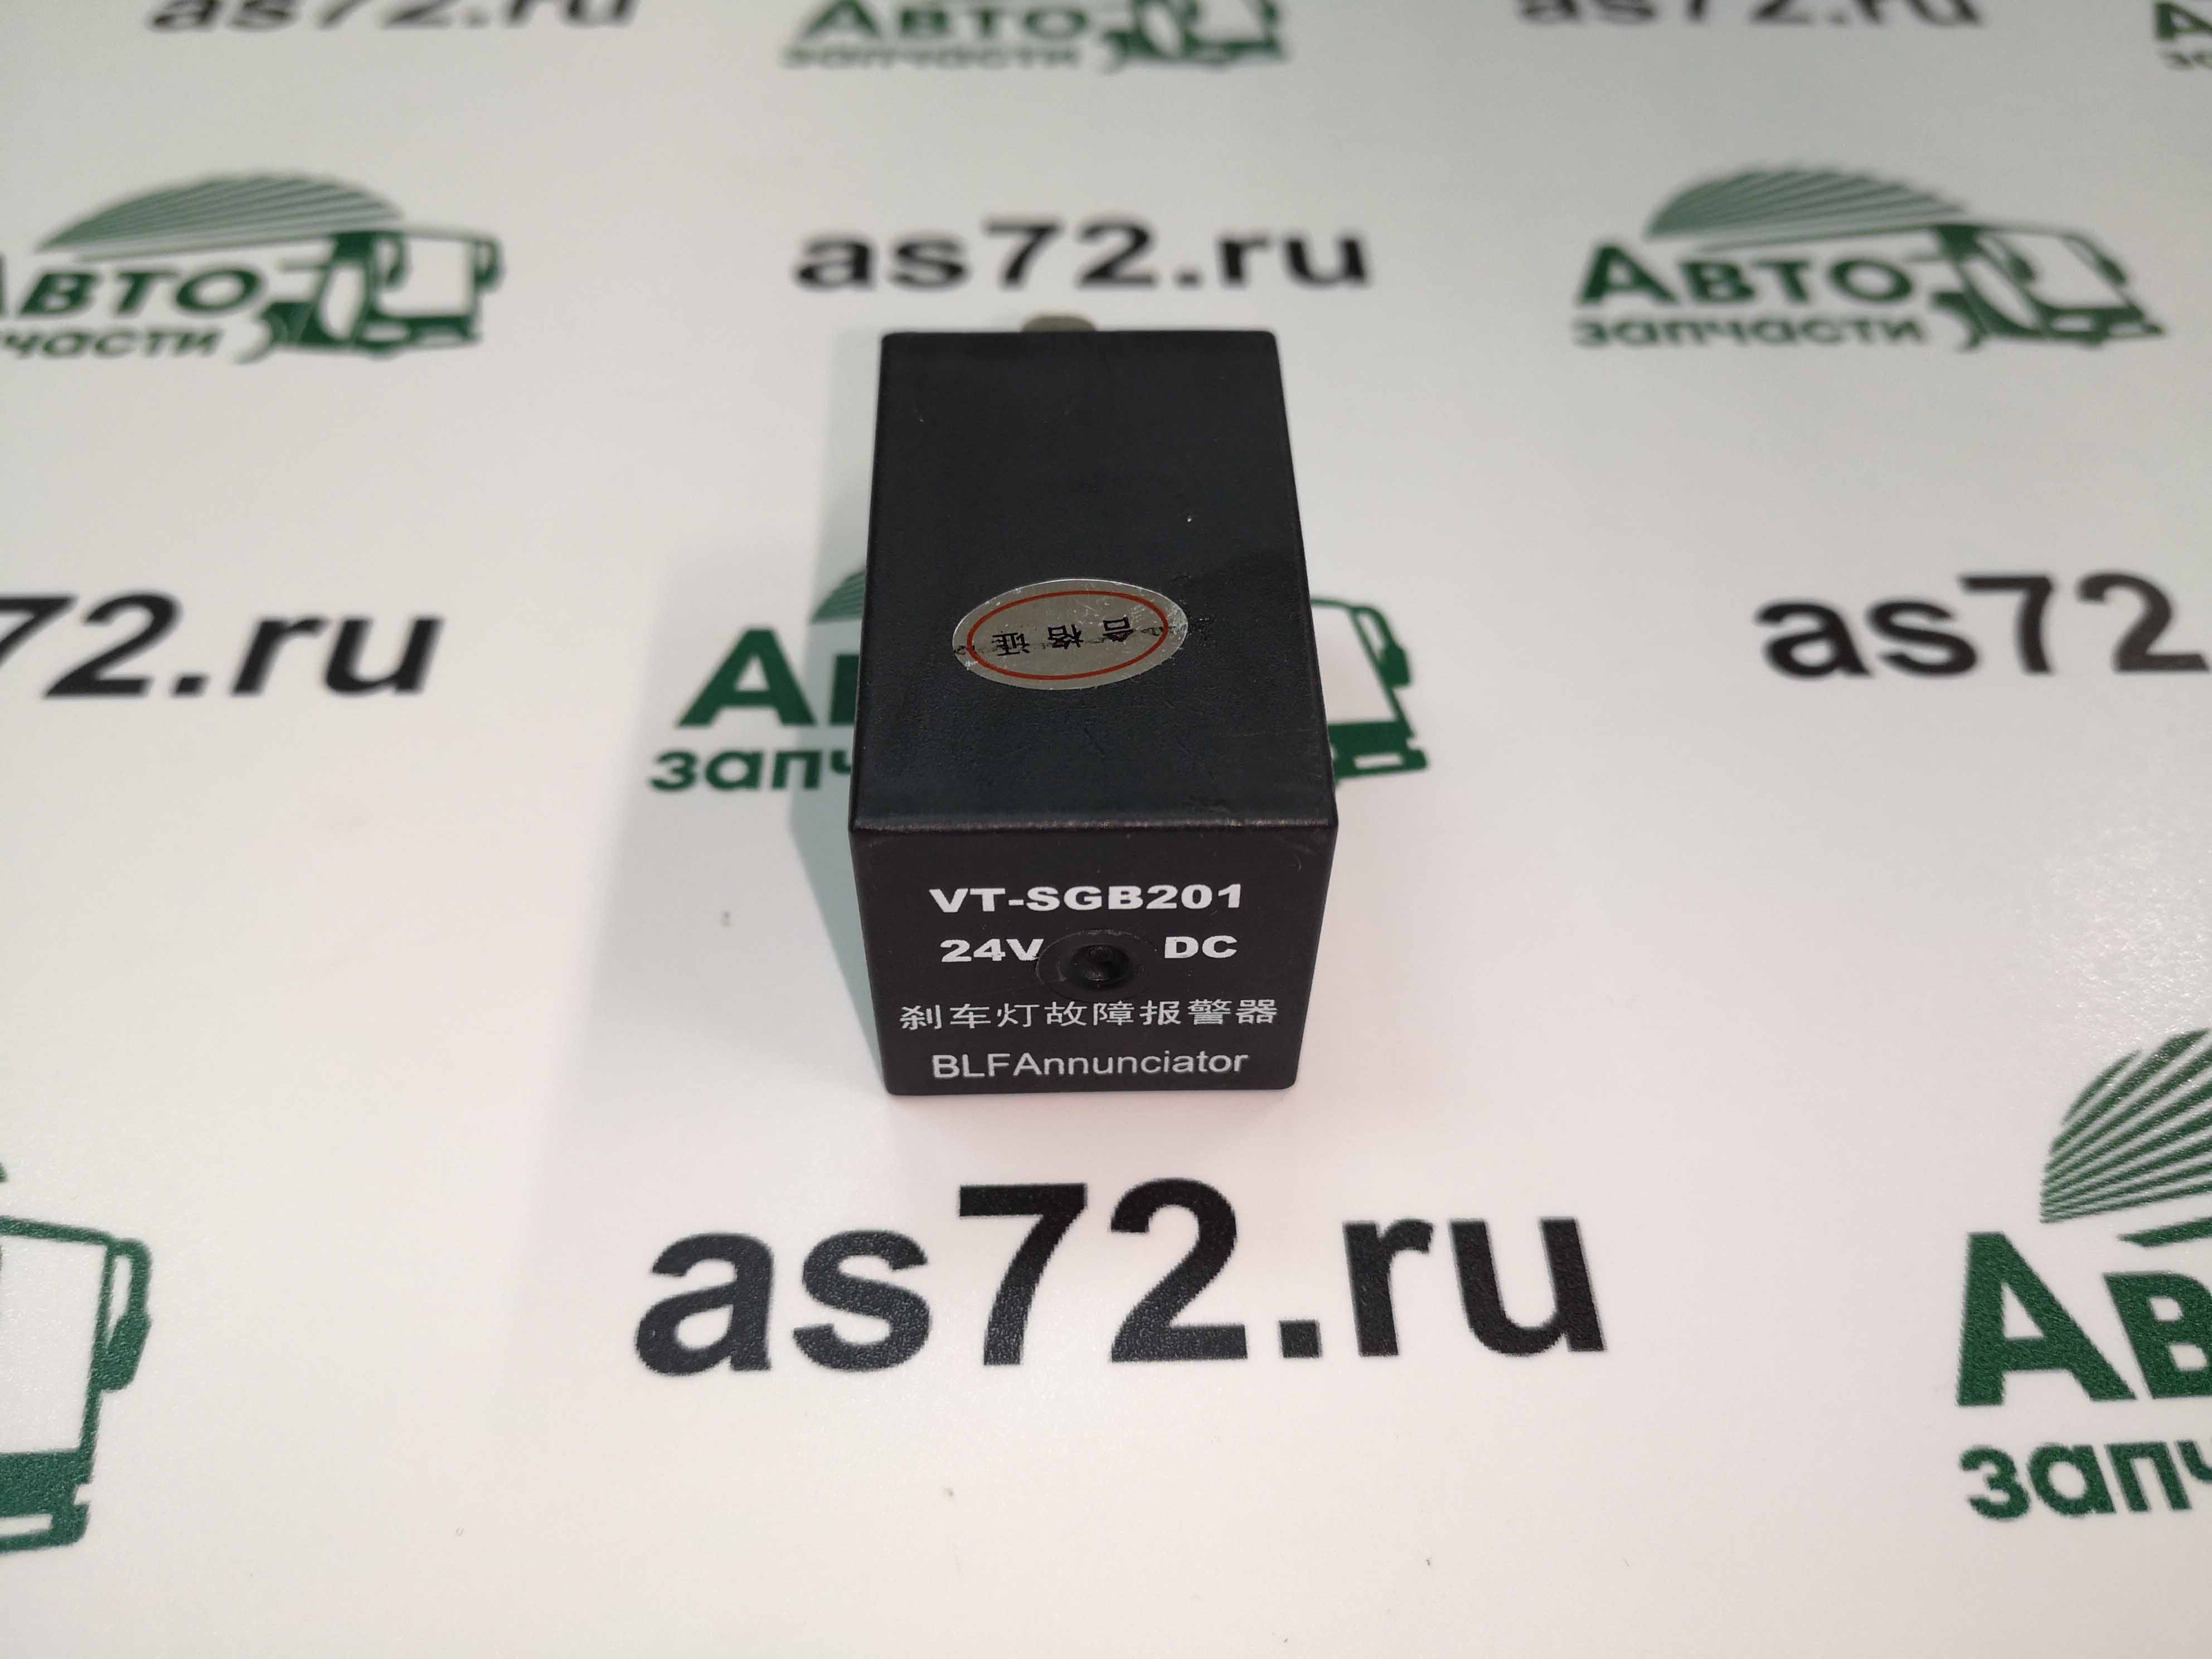 as72.ru
АВТО
запчасти
as72.ru
АВТО
запчасти
as72.ru
АВТО
запчасти
72.ru
as72
合格证
VT-SGB201
24V DC
刹车灯故障报警器
BLFAnnunciator
as72.ru